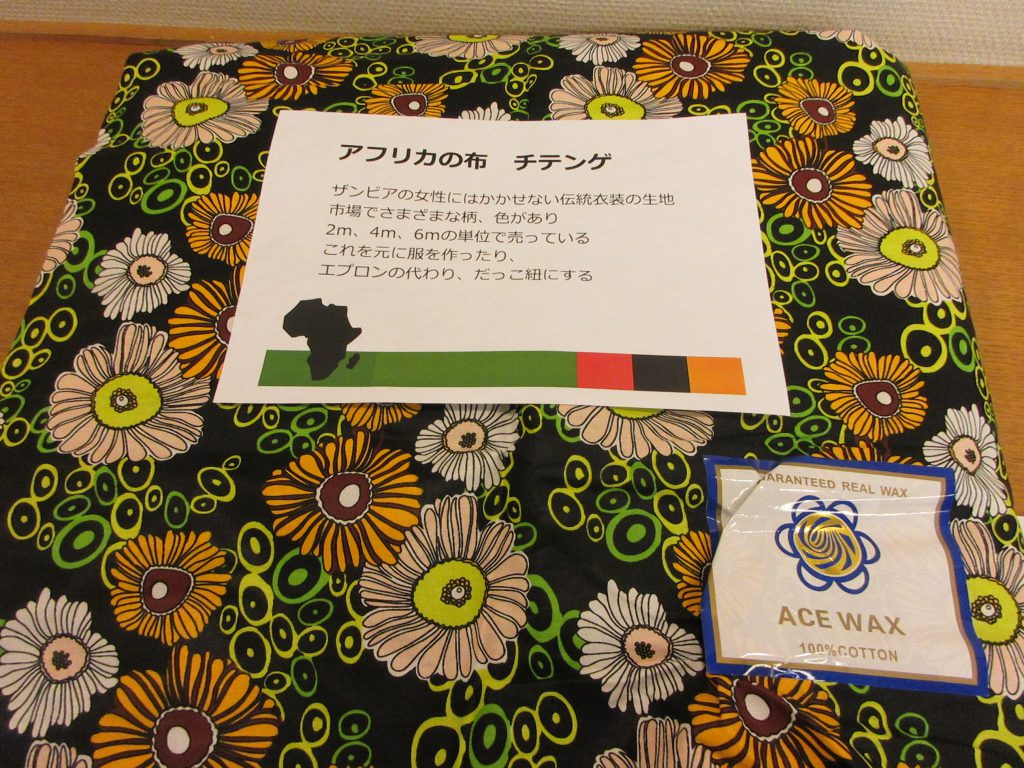 アフリカの布　チテンゲ
ザンビアの女性にはかかせない伝統衣装の生地
市場でさまざまな柄、色があり
2m、4m、6mの単位で売っている
これを元に服を作ったり、
エプロンの代わり、だっこ紐にする
GARANTEED REAL WAX
ACE WAX
100%COTTON